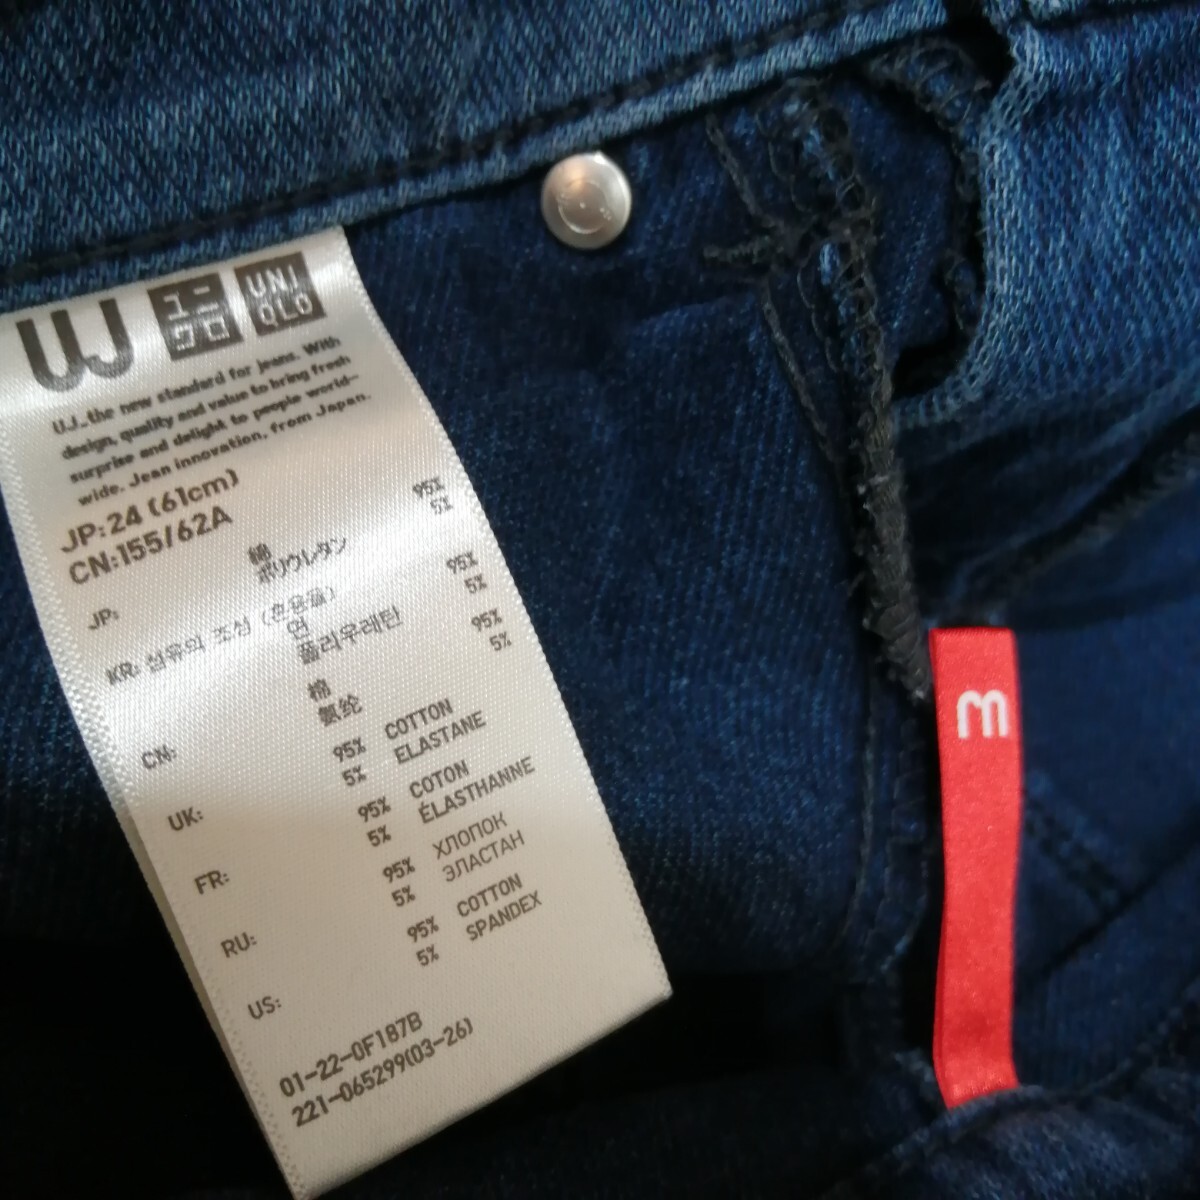 UJ ユニクロ UNIQLO
UJ_the new standard for jeans. With
design, quality and value to bring fresh
surprise and delight to people world-
wide. Jean innovation, from Japan.
JP:24 (61cm)
CN:155/62A
JP: 綿 95%
ポリウレタン 5%
KR: 섬유의 조성 (혼용율)
면 95%
폴리우레탄 5%
CN: 棉 95%
氨纶 5%
UK: 95% COTTON
5% ELASTANE
FR: 95% COTON
5% ÉLASTHANNE
RU: 95% ХЛОПОК
5% ЭЛАСТАН
US: 95% COTTON
5% SPANDEX
01-22-0F187B
221-065299(03-26)